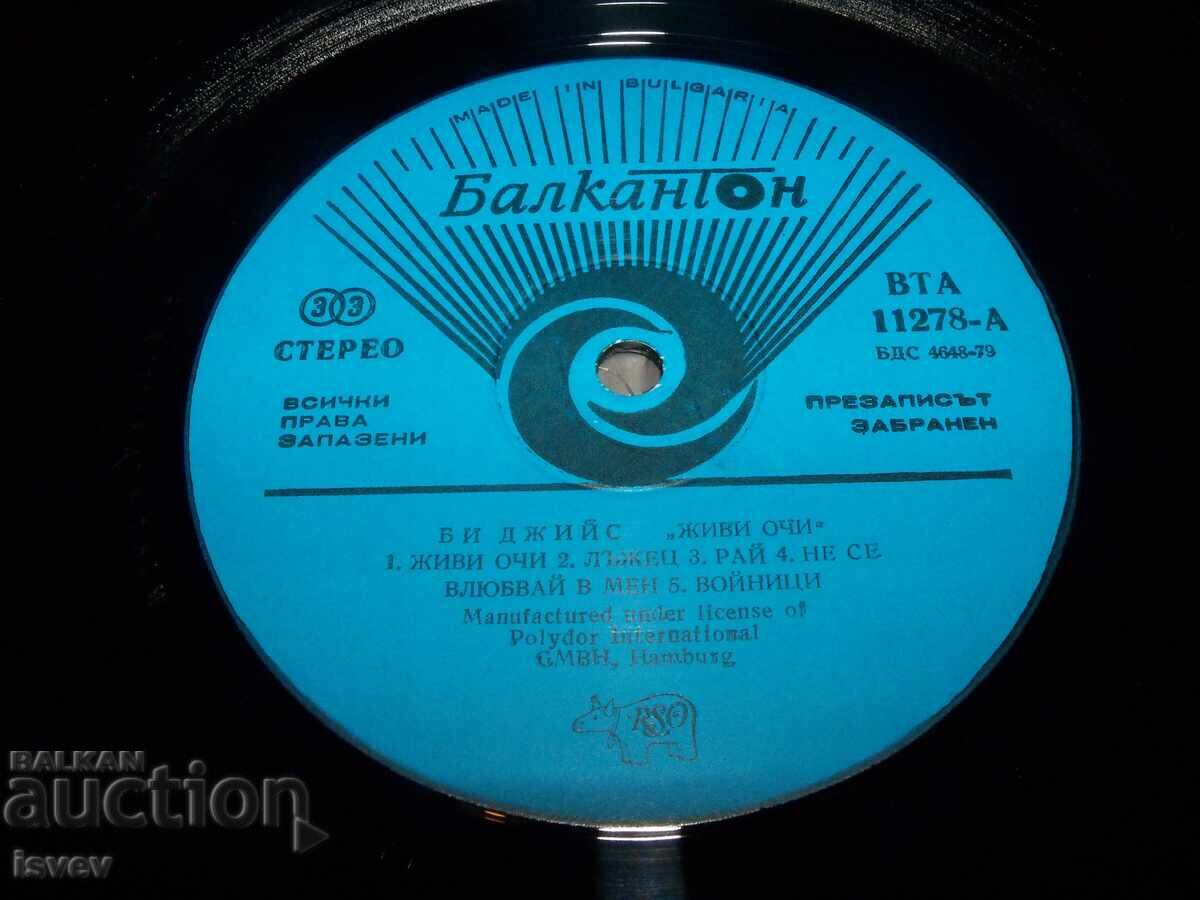 MADE IN BULGARIA
Балкантон
33
СТЕРЕО
ВТА
11278-А
БДС 4648-79
ВСИЧКИ
ПРАВА
ЗАПАЗЕНИ
ПРЕЗАПИСЪТ
ЗАБРАНЕН
БИ ДЖИЙС „ЖИВИ ОЧИ“
1. ЖИВИ ОЧИ 2. ЛЪЖЕЦ 3. РАЙ 4. НЕ СЕ
ВЛЮБВАЙ В МЕН 5. ВОЙНИЦИ
Manufactured under license of
Polydor International
GMBH, Hamburg
RSO
BALKAN
auction
isvev